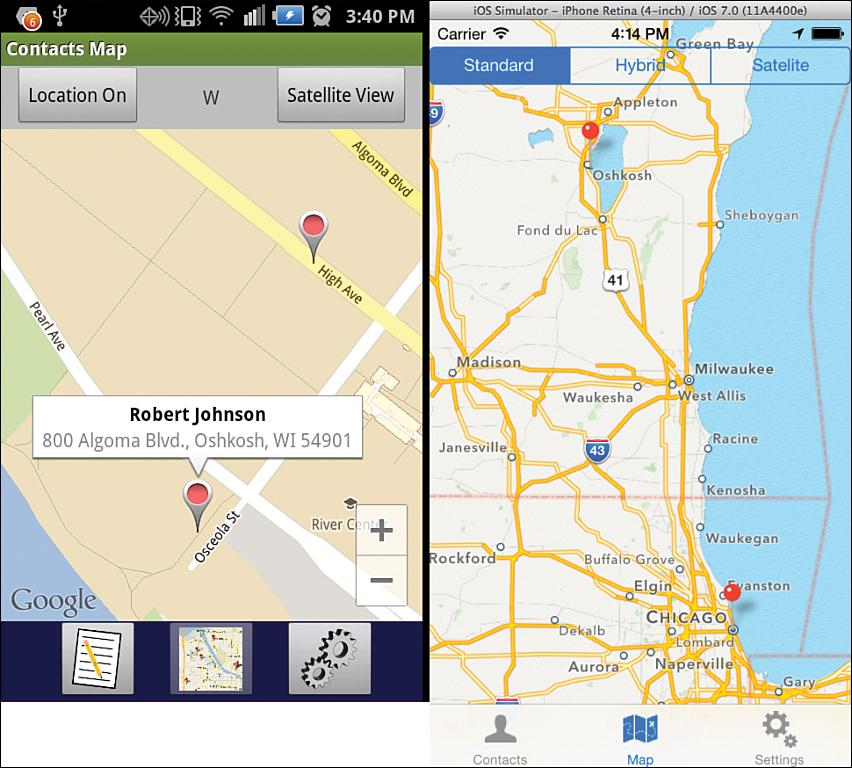 6
3:40 PM
Contacts Map
Location On
W
Satellite View
Algoma Blvd
High Ave
Pearl Ave
Robert Johnson
800 Algoma Blvd., Oshkosh, WI 54901
Osceola St
River Cen
+
−
Google
iOS Simulator - iPhone Retina (4-inch) / iOS 7.0 (11A4400e)
Carrier
4:14 PM
Green Bay
Standard
Hybrid
Satelite
Appleton
Oshkosh
Sheboygan
Fond du Lac
41
Madison
Milwaukee
Waukesha
West Allis
Racine
Janesville
43
Kenosha
Waukegan
Rockford
Buffalo Grove
Elgin
Evanston
CHICAGO
Dekalb
Lombard
Aurora
Naperville
Gary
Contacts
Map
Settings